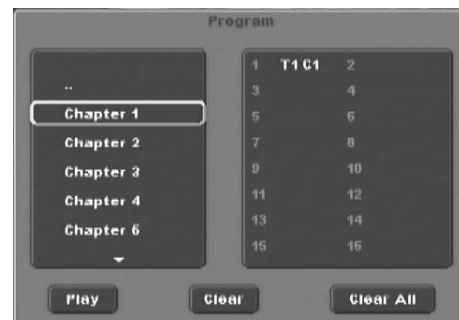 Program
..
Chapter 1
Chapter 2
Chapter 3
Chapter 4
Chapter 5
1 T1 C1 2
3 4
5 6
7 8
9 10
11 12
13 14
15 16
Play Clear Clear All